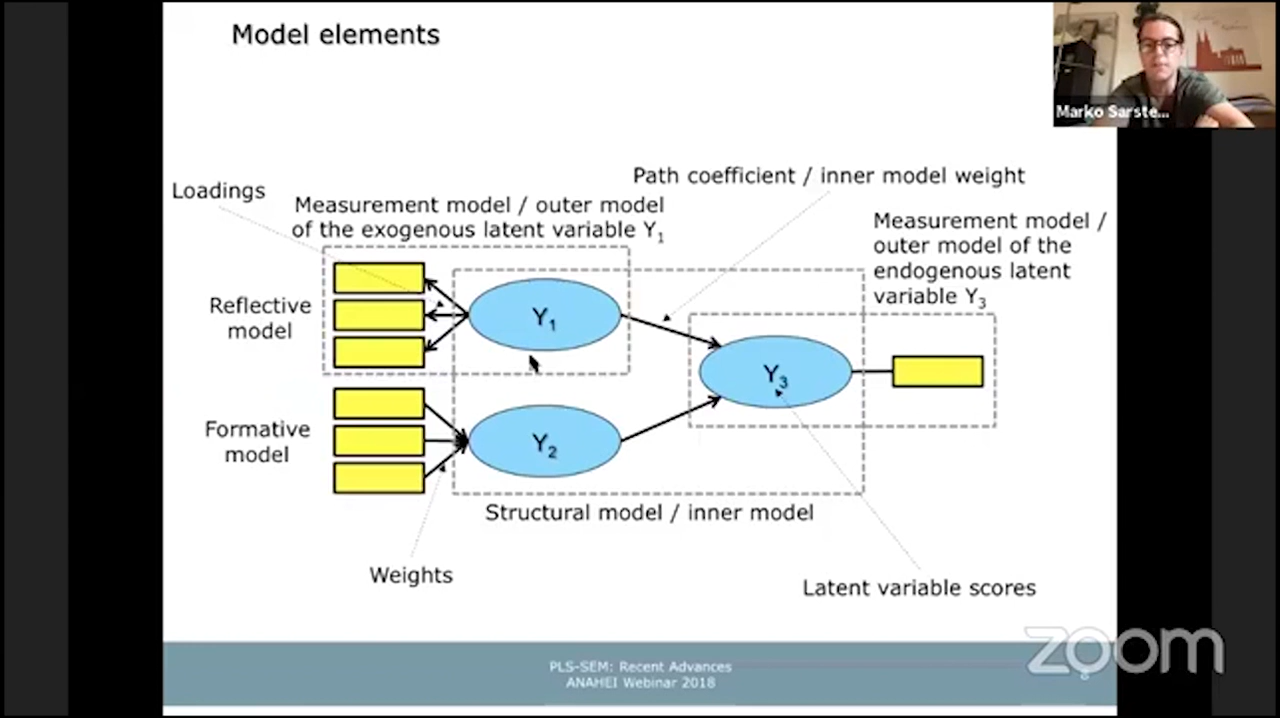 Model elements
Marko Sarste...
Path coefficient / inner model weight
Loadings
Measurement model / outer model
of the exogenous latent variable Y1
Measurement model /
outer model of the
endogenous latent
variable Y3
Reflective
model
Y1
Y3
Formative
model
Y2
Structural model / inner model
Weights
Latent variable scores
zoom
PLS-SEM: Recent Advances
ANAHEI Webinar 2018